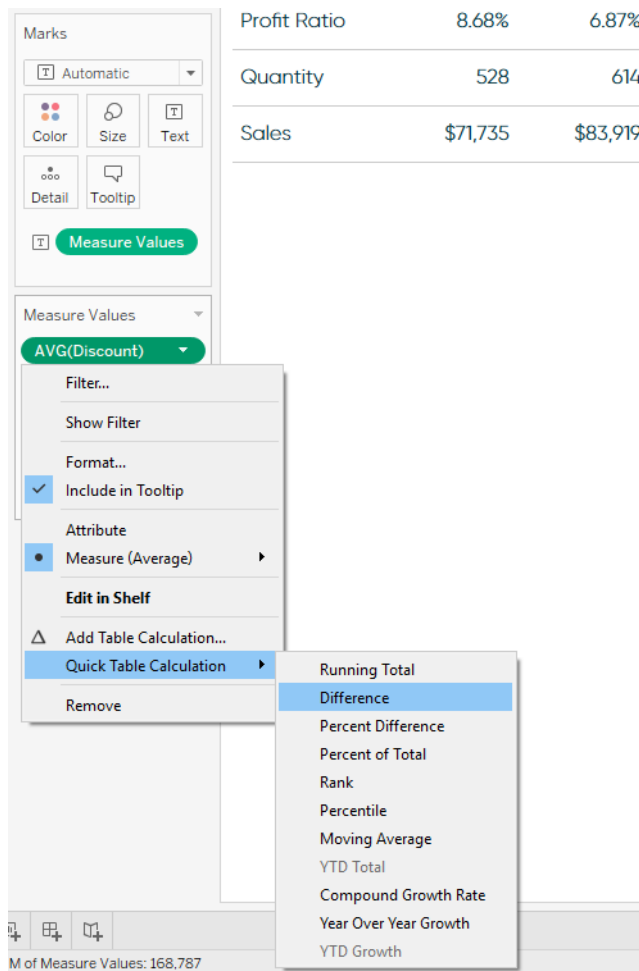 Marks
T Automatic
Color Size T Text
Detail Tooltip
T Measure Values
Profit Ratio 8.68% 6.87%
Quantity 528 614
Sales $71,735 $83,919
Measure Values
AVG(Discount)
Filter...
Show Filter
Format...
Include in Tooltip
Attribute
Measure (Average)
Edit in Shelf
Add Table Calculation...
Quick Table Calculation
Remove
Running Total
Difference
Percent Difference
Percent of Total
Rank
Percentile
Moving Average
YTD Total
Compound Growth Rate
Year Over Year Growth
YTD Growth
M of Measure Values: 168,787